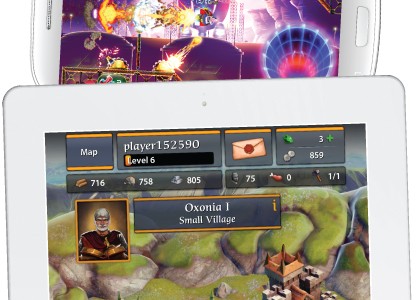 Map
player152590
Level 6
3 +
859
716 758 805 75 0 1/1
Oxonia 1 i
Small Village